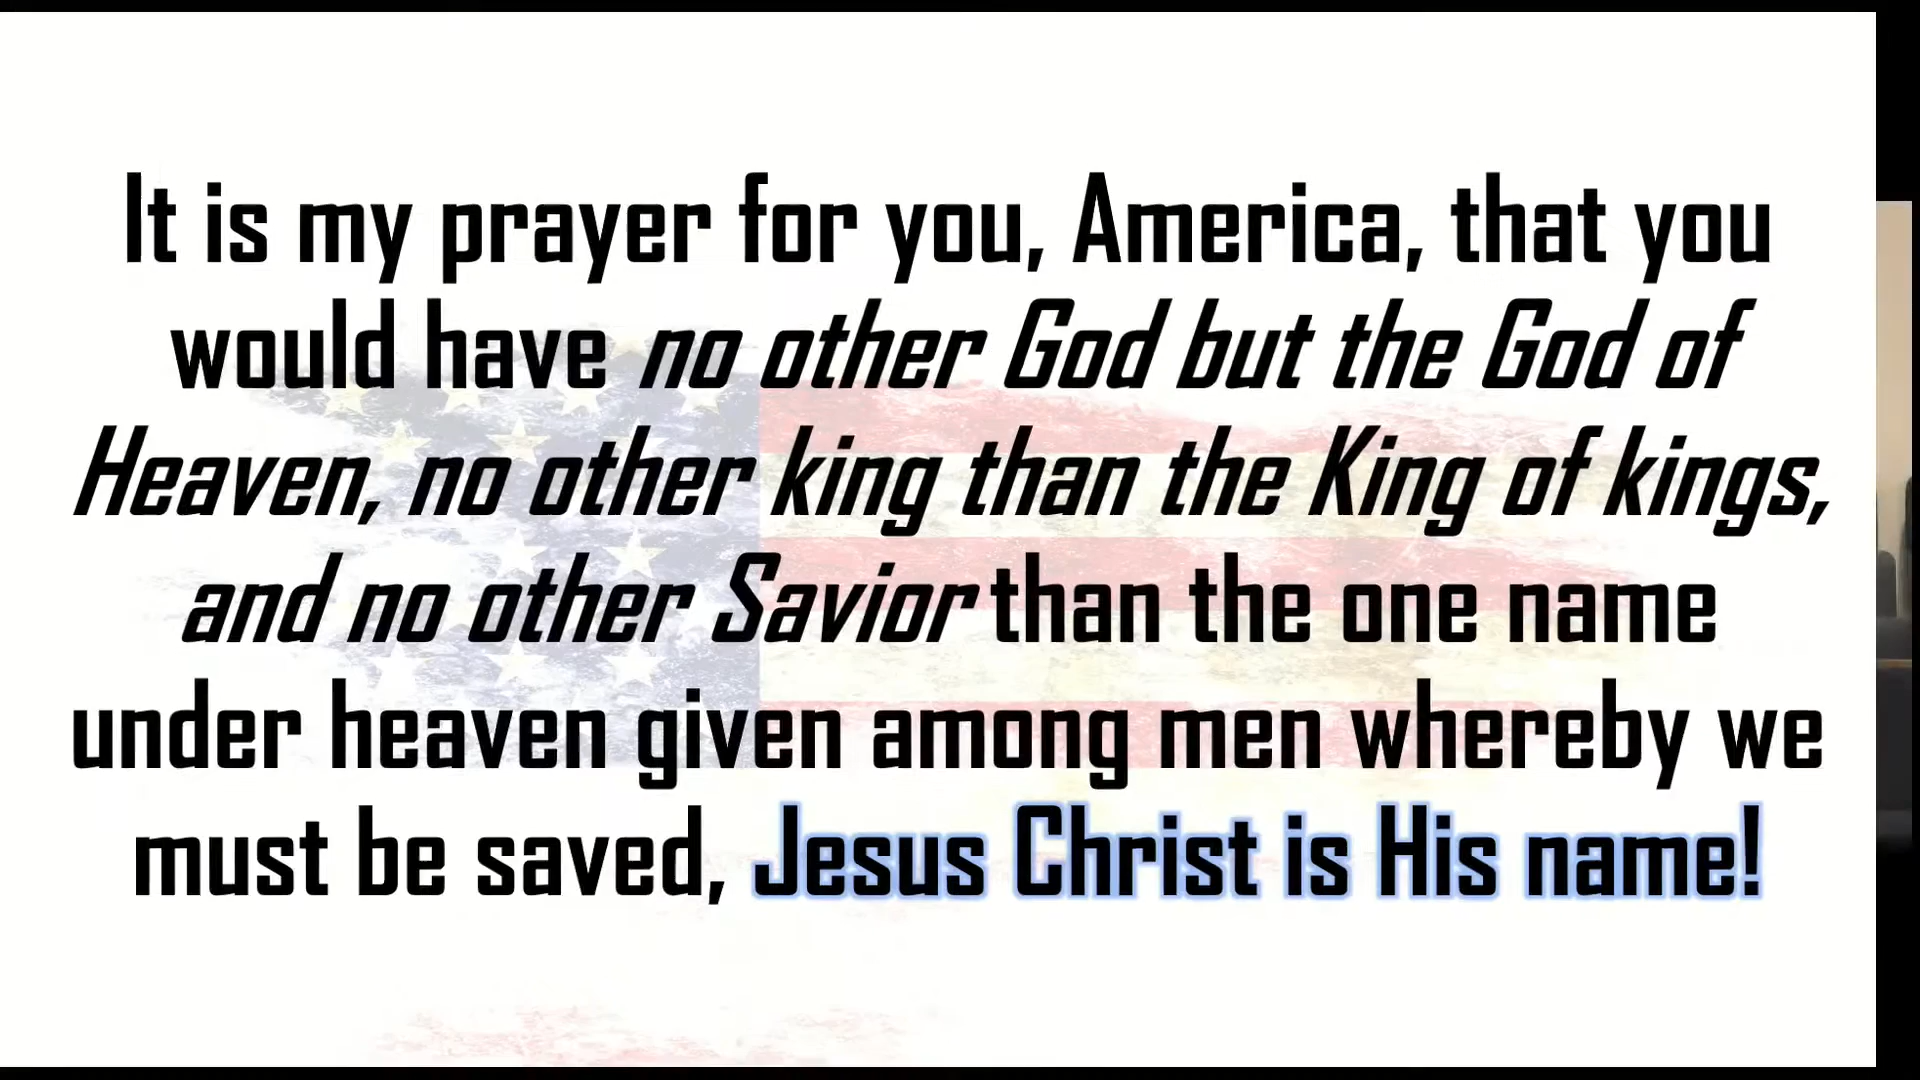 It is my prayer for you, America, that you
would have no other God but the God of
Heaven, no other king than the King of kings,
and no other Savior than the one name
under heaven given among men whereby we
must be saved, Jesus Christ is His name!